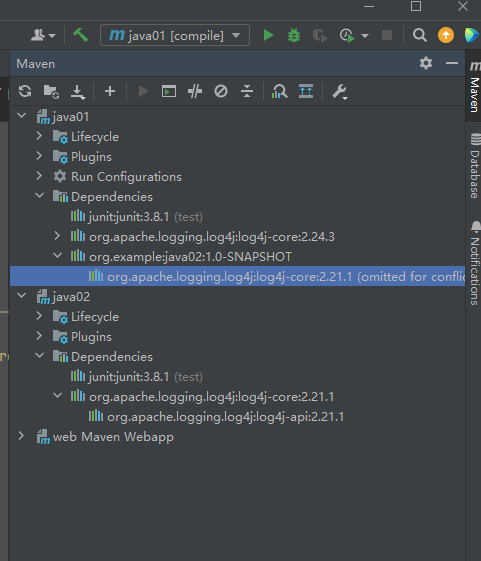 java01 [compile]
Maven
java01
Lifecycle
Plugins
Run Configurations
Dependencies
junit:junit:3.8.1 (test)
org.apache.logging.log4j:log4j-core:2.24.3
org.example:java02:1.0-SNAPSHOT
org.apache.logging.log4j:log4j-core:2.21.1 (omitted for conflic
java02
Lifecycle
Plugins
Dependencies
junit:junit:3.8.1 (test)
org.apache.logging.log4j:log4j-core:2.21.1
org.apache.logging.log4j:log4j-api:2.21.1
web Maven Webapp
Maven
Database
Notifications